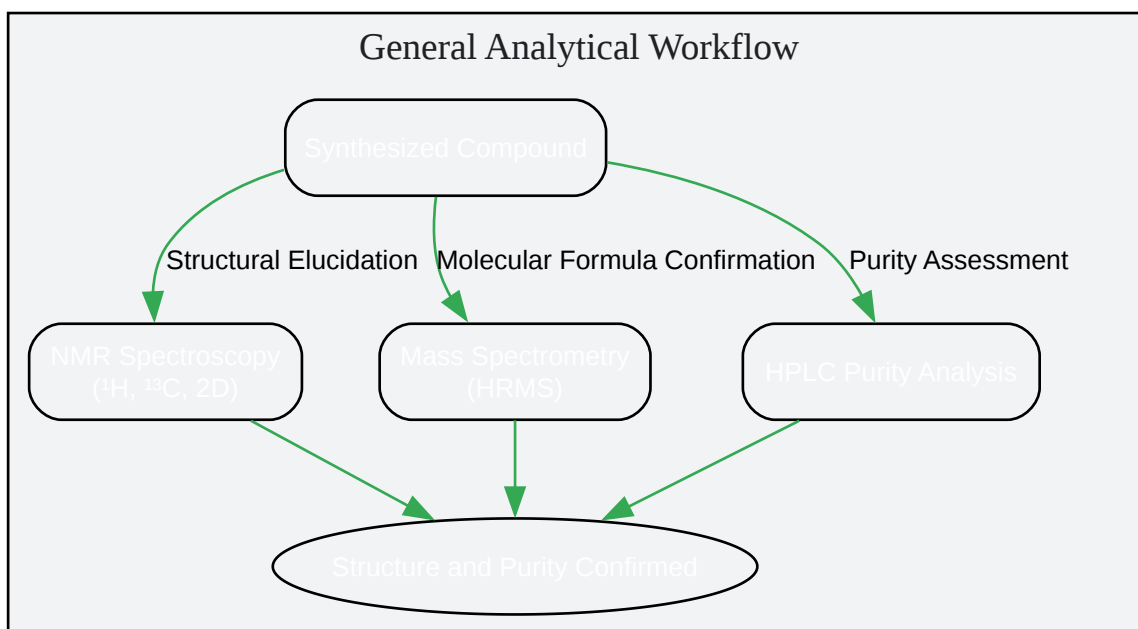 General Analytical Workflow
Synthesized Compound
Structural Elucidation
Molecular Formula Confirmation
Purity Assessment
NMR Spectroscopy
(¹H, ¹³C, 2D)
Mass Spectrometry
(HRMS)
HPLC Purity Analysis
Structure and Purity Confirmed